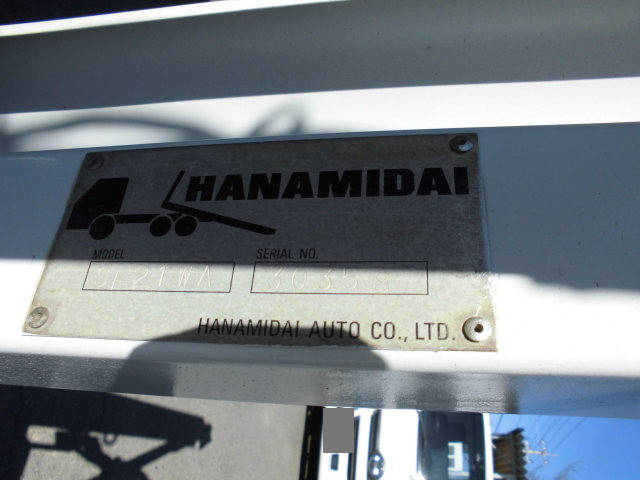 HANAMIDAI
MODEL
SERIAL NO.
HANAMIDAI AUTO CO., LTD.